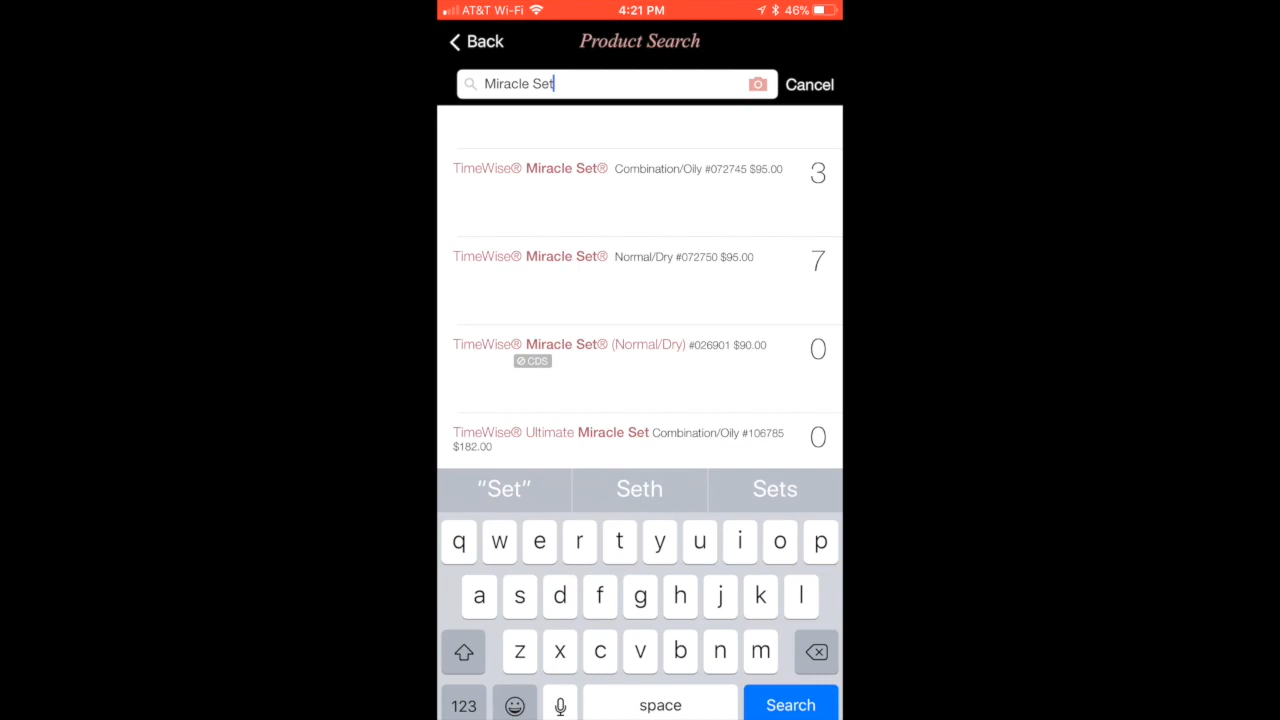 AT&T Wi-Fi 4:21 PM 46%
Back Product Search
Miracle Set Cancel
TimeWise® Miracle Set® Combination/Oily #072745 $95.00 3
TimeWise® Miracle Set® Normal/Dry #072750 $95.00 7
TimeWise® Miracle Set® (Normal/Dry) #026901 $90.00 0
CDS
TimeWise® Ultimate Miracle Set Combination/Oily #106785 0
$182.00
“Set” Seth Sets
q w e r t y u i o p
a s d f g h j k l
z x c v b n m
123 space Search